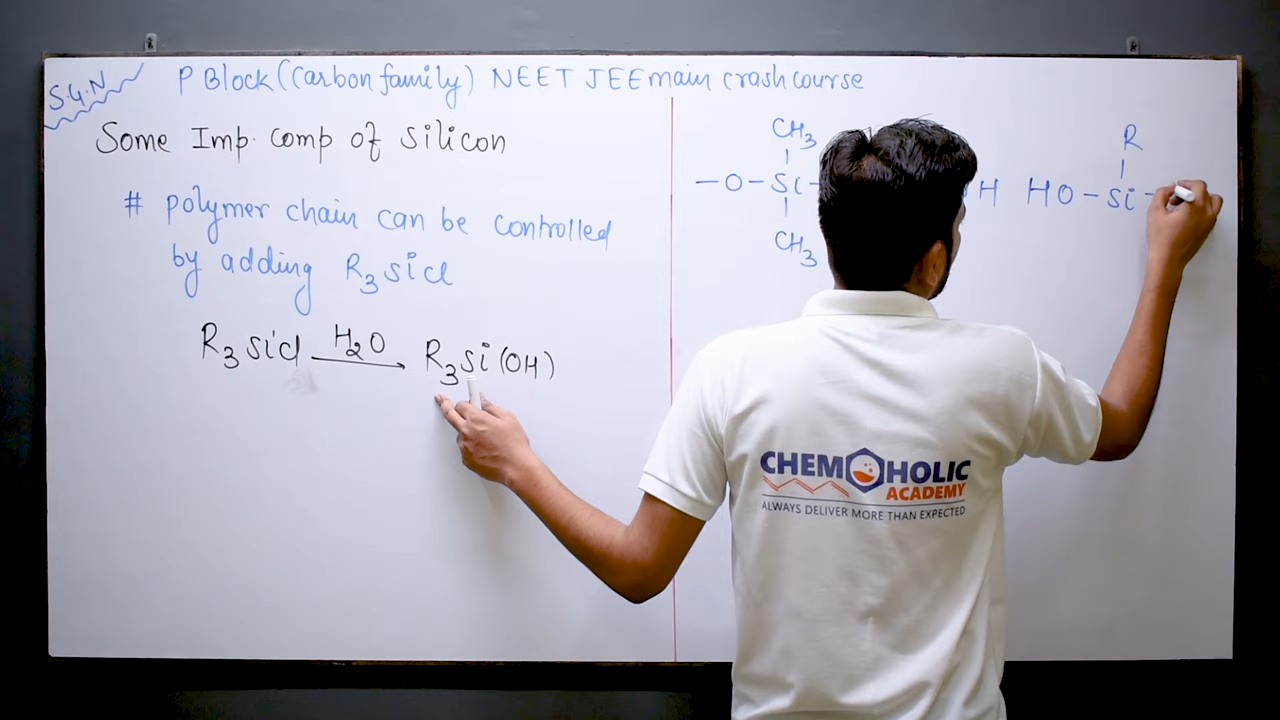 S.G.N
P Block (Carbon family) NEET JEE main crash course
Some Imp. comp of silicon
# polymer chain can be controlled
by adding R3sicl
R3sicl H2O R3si(OH)
CH3
-O-Si-
CH3
H HO-Si-
R
CHEMOHOLIC
ACADEMY
ALWAYS DELIVER MORE THAN EXPECTED